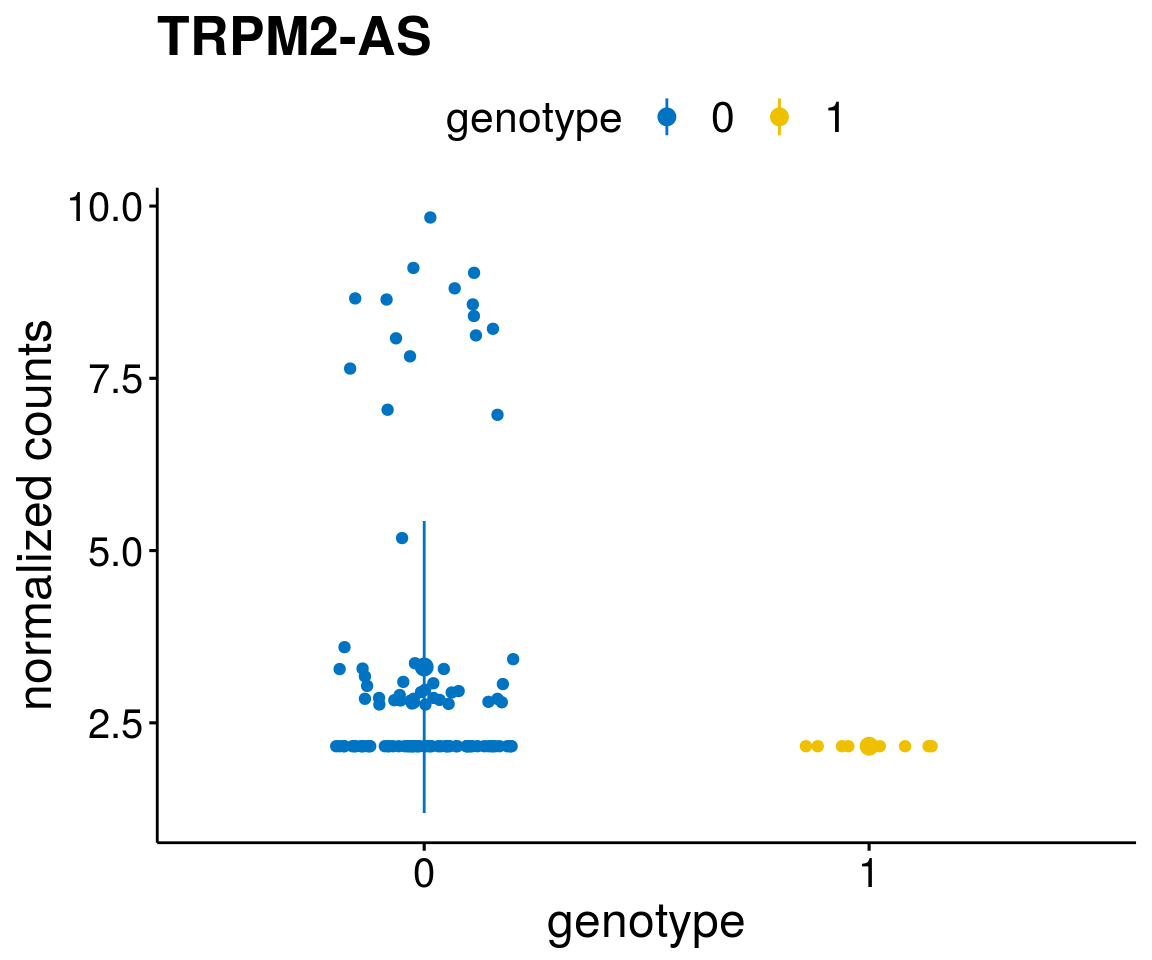 TRPM2-AS
genotype 0 1
normalized counts
10.0
7.5
5.0
2.5
0 1
genotype